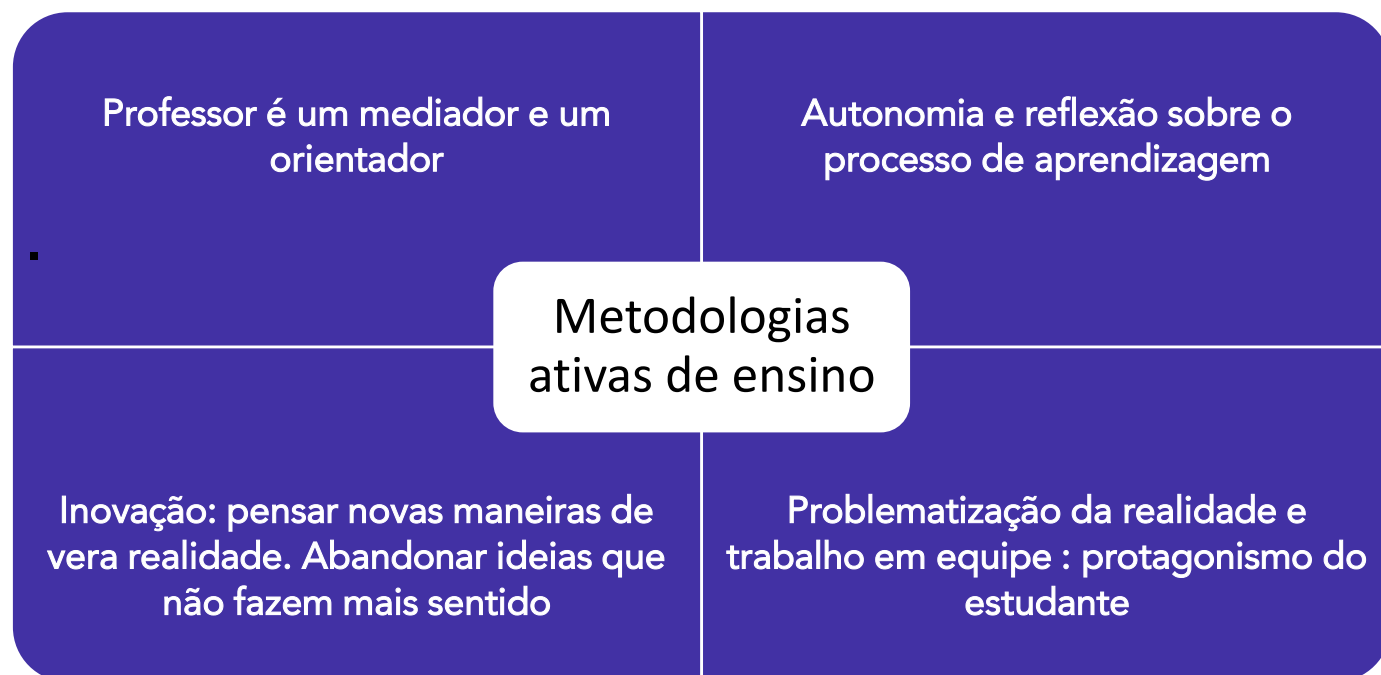 Professor é um mediador e um
orientador
Autonomia e reflexão sobre o
processo de aprendizagem
Metodologias
ativas de ensino
Inovação: pensar novas maneiras de
vera realidade. Abandonar ideias que
não fazem mais sentido
Problematização da realidade e
trabalho em equipe : protagonismo do
estudante